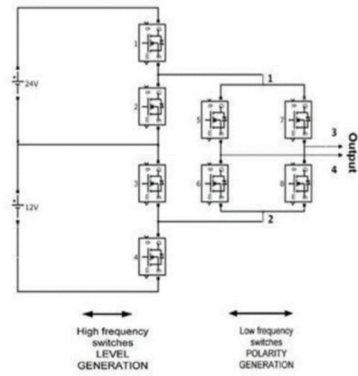 1
1
24V
2
5
7
3
Output
3
6
8
4
12V
2
4
High frequency
switches
LEVEL
GENERATION
Low frequency
switches
POLARITY
GENERATION